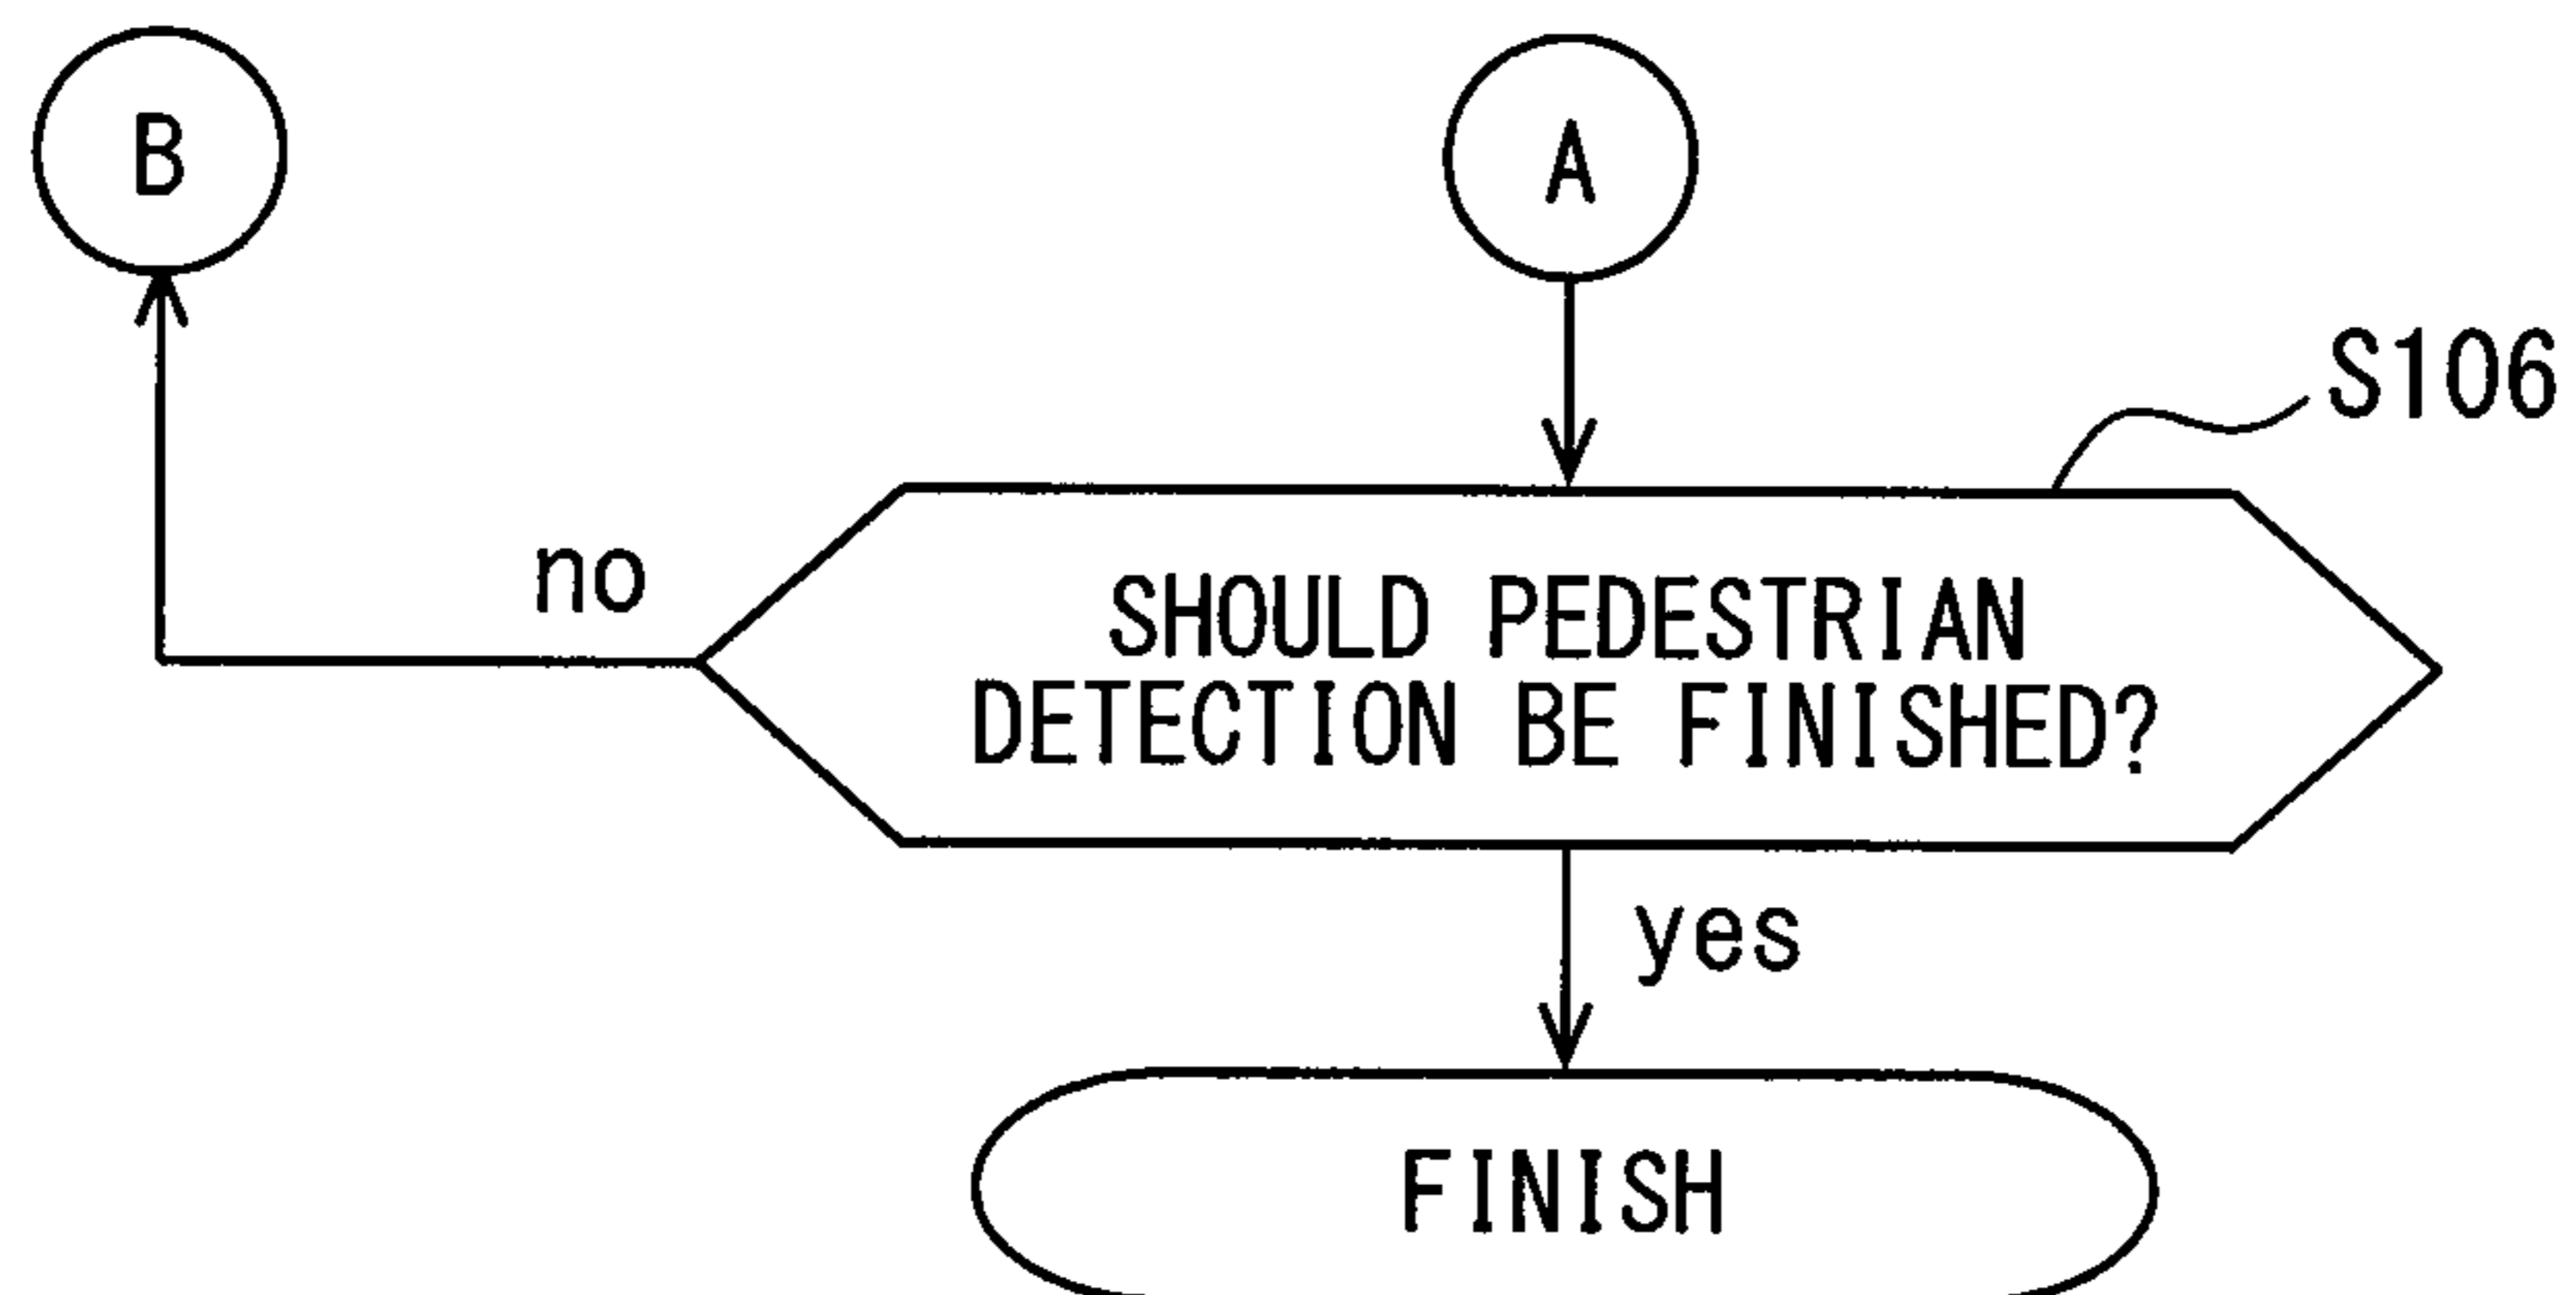 B
A
S106
no
SHOULD PEDESTRIAN
DETECTION BE FINISHED?
yes
FINISH